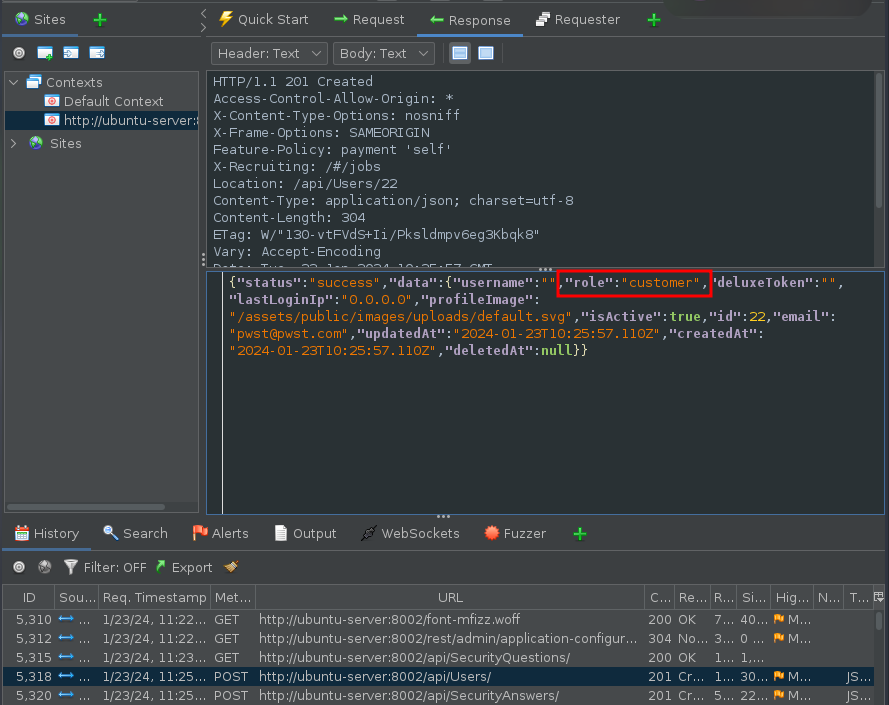 Sites
Quick Start
Request
Response
Requester
Header: Text
Body: Text
Contexts
Default Context
http://ubuntu-server:8
Sites
HTTP/1.1 201 Created
Access-Control-Allow-Origin: *
X-Content-Type-Options: nosniff
X-Frame-Options: SAMEORIGIN
Feature-Policy: payment 'self'
X-Recruiting: /#/jobs
Location: /api/Users/22
Content-Type: application/json; charset=utf-8
Content-Length: 304
ETag: W/"130-vtFVdS+Ii/Pksldmpv6eg3Kbqk8"
Vary: Accept-Encoding
Date: Tue, 23 Jan 2024 10:25:57 GMT
{"status":"success","data":{"username":"","role":"customer","deluxeToken":"",
"lastLoginIp":"0.0.0.0","profileImage":
"/assets/public/images/uploads/default.svg","isActive":true,"id":22,"email":
"pwst@pwst.com","updatedAt":"2024-01-23T10:25:57.110Z","createdAt":
"2024-01-23T10:25:57.110Z","deletedAt":null}}
History
Search
Alerts
Output
WebSockets
Fuzzer
Filter: OFF
Export
ID Sou... Req. Timestamp Met... URL C... Re... R... Si... Hig... N... T...
5,310 ... 1/23/24, 11:22... GET http://ubuntu-server:8002/font-mfizz.woff 200 OK 7... 40... M...
5,312 ... 1/23/24, 11:22... GET http://ubuntu-server:8002/rest/admin/application-configur... 304 No... 3... 0 ... M...
5,315 ... 1/23/24, 11:23... GET http://ubuntu-server:8002/api/SecurityQuestions/ 200 OK 1... 1,...
5,318 ... 1/23/24, 11:25... POST http://ubuntu-server:8002/api/Users/ 201 Cr... 1... 30... M... JS...
5,320 ... 1/23/24, 11:25... POST http://ubuntu-server:8002/api/SecurityAnswers/ 201 Cr... 5... 22... M... JS...